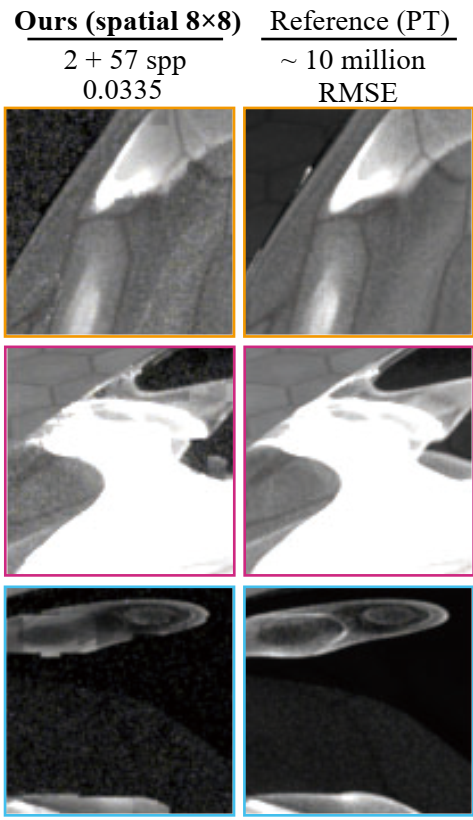 Ours (spatial 8×8) Reference (PT)
2 + 57 spp ~ 10 million
0.0335 RMSE